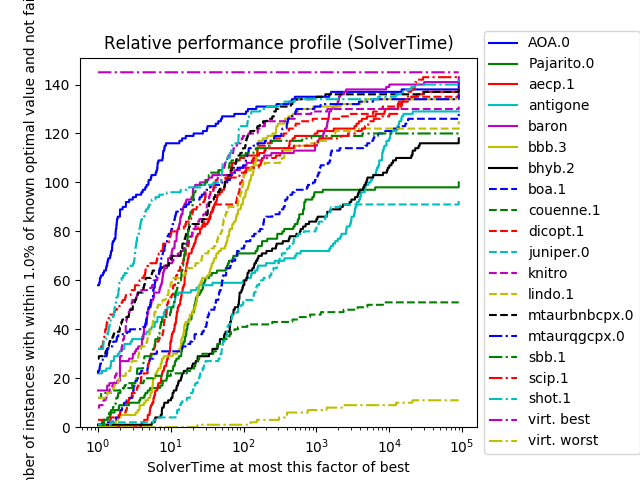 Relative performance profile (SolverTime)
nber of instances with within 1.0% of known optimal value and not fai
140
120
100
80
60
40
20
0
10^0
10^1
10^2
10^3
10^4
10^5
SolverTime at most this factor of best
AOA.0
Pajarito.0
aecp.1
antigone
baron
bbb.3
bhyb.2
boa.1
couenne.1
dicopt.1
juniper.0
knitro
lindo.1
mtaurbnbcpx.0
mtaurqgcpx.0
sbb.1
scip.1
shot.1
virt. best
virt. worst